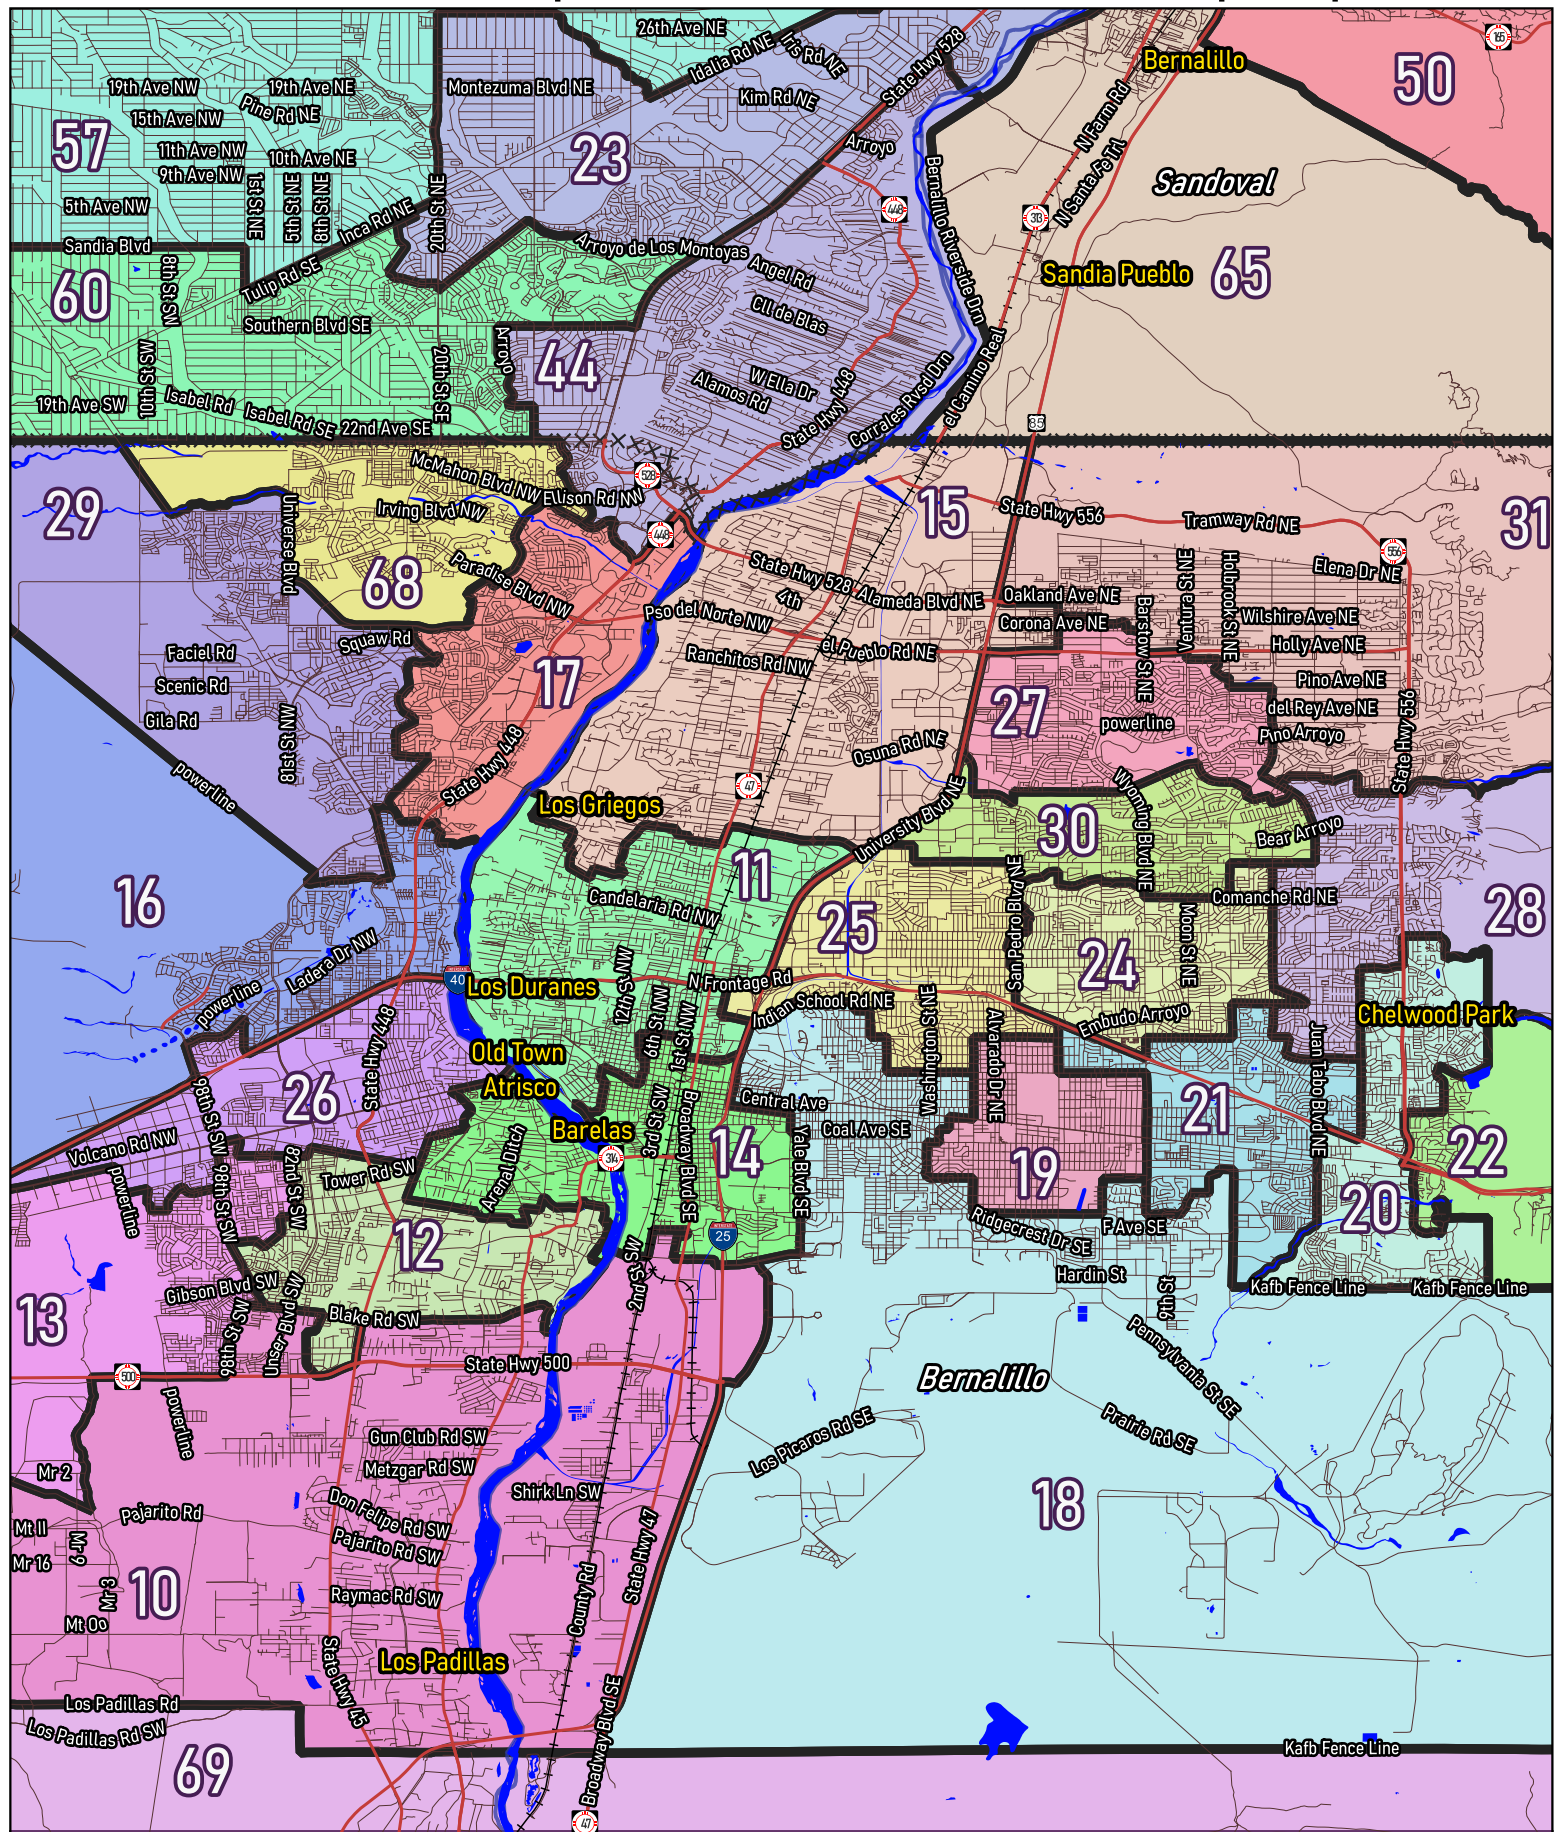 26th Ave NE
Idalia Rd NE
Iris Rd NE
State Hwy 528
165
Bernalillo
50
19th Ave NW
19th Ave NE
Montezuma Blvd NE
Kim Rd NE
Pine Rd NE
15th Ave NW
57
11th Ave NW
10th Ave NE
23
Arroyo
N Farm Rd
9th Ave NW
5th Ave NW
1st St NE
5th St NE
8th St NE
Inca Rd NE
20th St NE
448
Bernalillo Riverside Drn
313
N Santa Fe Trl
Sandoval
Sandia Blvd
Arroyo de Los Montoyas
Angel Rd
Sandia Pueblo
65
60
8th St SW
Tulip Rd SE
Southern Blvd SE
Cll de Blas
Arroyo
44
10th St SW
20th St SE
W Ella Dr
Alamos Rd
State Hwy 448
el Camino Real
19th Ave SW
Isabel Rd
Isabel Rd SE
22nd Ave SE
Corrales Rvsd Drn
85
McMahon Blvd NW
Ellison Rd NW
528
29
Universe Blvd
Irving Blvd NW
448
15
State Hwy 556
Tramway Rd NE
31
556
68
Paradise Blvd NW
State Hwy 528
Alameda Blvd NE
4th
Oakland Ave NE
Ventura St NE
Holbrook St NE
Elena Dr NE
Barstow St NE
Pso del Norte NW
Corona Ave NE
Wilshire Ave NE
Faciel Rd
Squaw Rd
el Pueblo Rd NE
Holly Ave NE
Scenic Rd
17
Ranchitos Rd NW
27
Pino Ave NE
Gila Rd
81st St NW
powerline
del Rey Ave NE
Pino Arroyo
State Hwy 556
powerline
State Hwy 448
Osuna Rd NE
47
Los Griegos
University Blvd NE
Wyoming Blvd NE
30
Bear Arroyo
11
16
Candelaria Rd NW
25
San Pedro Blvd NE
Comanche Rd NE
28
Moon St NE
24
Ladera Dr NW
powerline
40
Los Duranes
12th St NW
N Frontage Rd
Indian School Rd NE
Embudo Arroyo
Chelwood Park
State Hwy 448
Old Town
6th St NW
1st St NW
Washington St NE
Alvarado Dr NE
Juan Tabo Blvd NE
Atrisco
98th St SW
26
Central Ave
21
Volcano Rd NW
Barelas
3rd St SW
Broadway Blvd SE
Coal Ave SE
22
Arenal Ditch
314
14
Yale Blvd SE
19
powerline
98th St SW
82nd St SW
Tower Rd SW
20
12
25
Ridgecrest Dr SE
F Ave SE
2nd St SW
Hardin St
9th St
Kafb Fence Line
Kafb Fence Line
Gibson Blvd SW
13
98th St SW
Unser Blvd SW
Blake Rd SW
Pennsylvania St SE
500
State Hwy 500
Bernalillo
powerline
Gun Club Rd SW
Los Picaros Rd SE
Prairie Rd SE
Mr 2
Metzgar Rd SW
Shirk Ln SW
18
Pajarito Rd
Don Felipe Rd SW
Mt II
Mr 9
Pajarito Rd SW
State Hwy 47
Mr 16
10
Mr 3
Raymac Rd SW
County Rd
Mt Oo
Los Padillas
State Hwy 45
Los Padillas Rd
Los Padillas Rd SW
Broadway Blvd SE
Kafb Fence Line
69
47